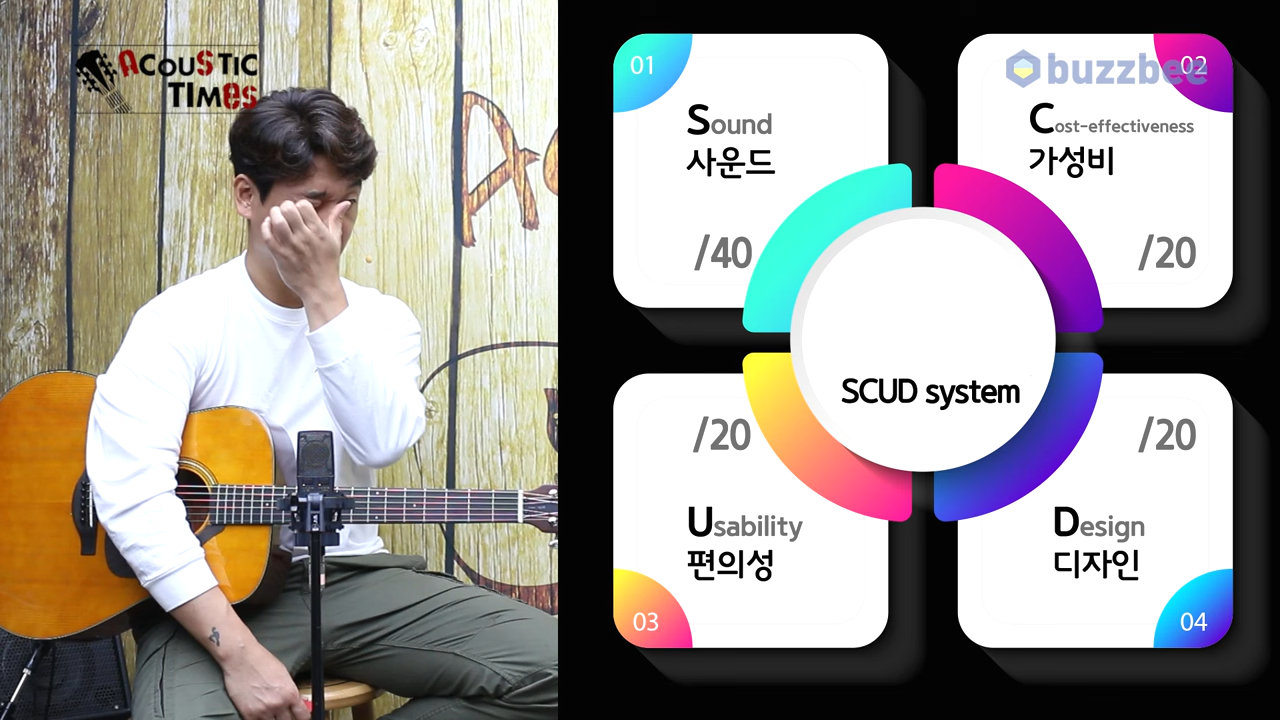 AcouStic
Times
01
Sound
사운드
/40
buzzbee
02
Cost-effectiveness
가성비
/20
SCUD system
/20
Usability
편의성
03
/20
Design
디자인
04